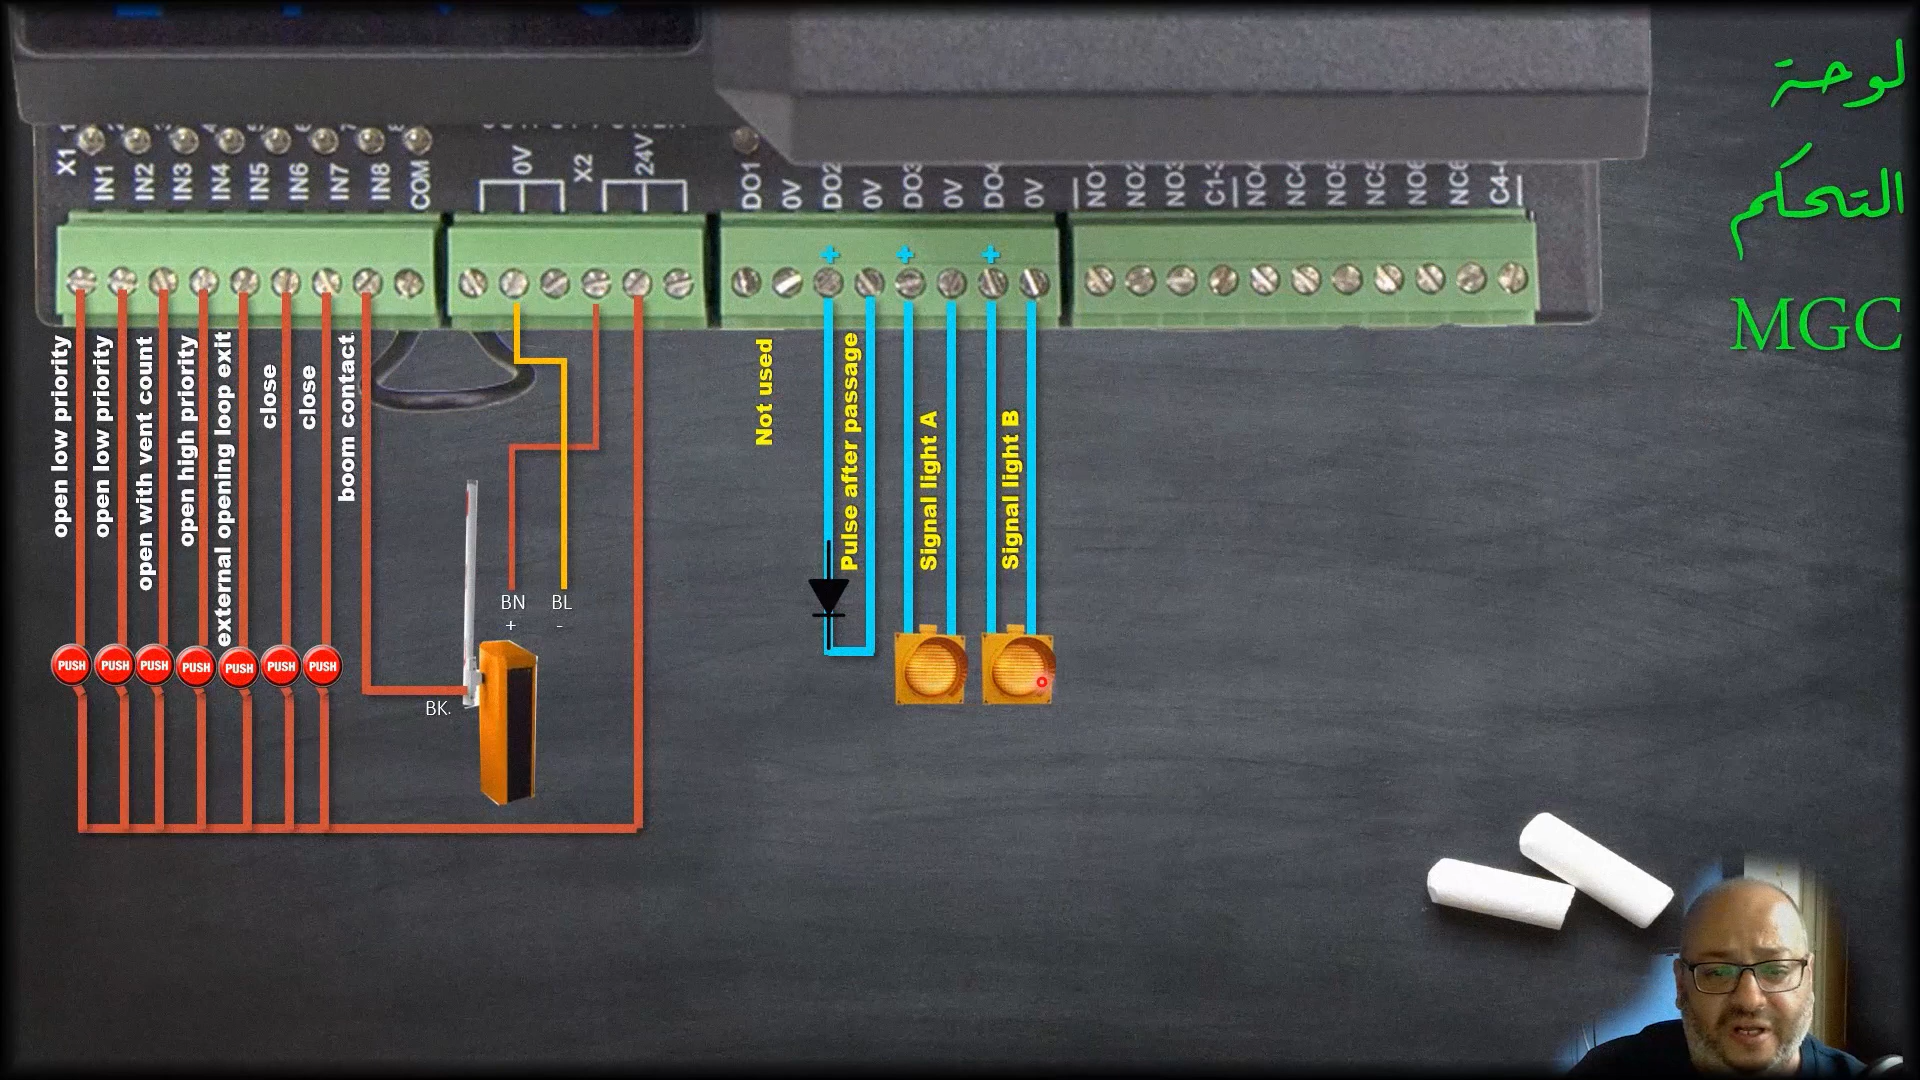 لوحة
التحكم
MGC
X1
IN1
IN2
IN3
IN4
IN5
IN6
IN7
IN8
COM
0V
X2
24V
DO1
0V
DO2
0V
DO3
0V
DO4
0V
NO1
NO2
NO3
C1-3
NO4
NC4
NO5
NC5
NO6
NC6
+
+
+
open low priority
open low priority
open with vent count
open high priority
external opening loop exit
close
close
boom contact
Not used
Pulse after passage
Signal light A
Signal light B
BN
+
BL
-
BK.
PUSH
PUSH
PUSH
PUSH
PUSH
PUSH
PUSH